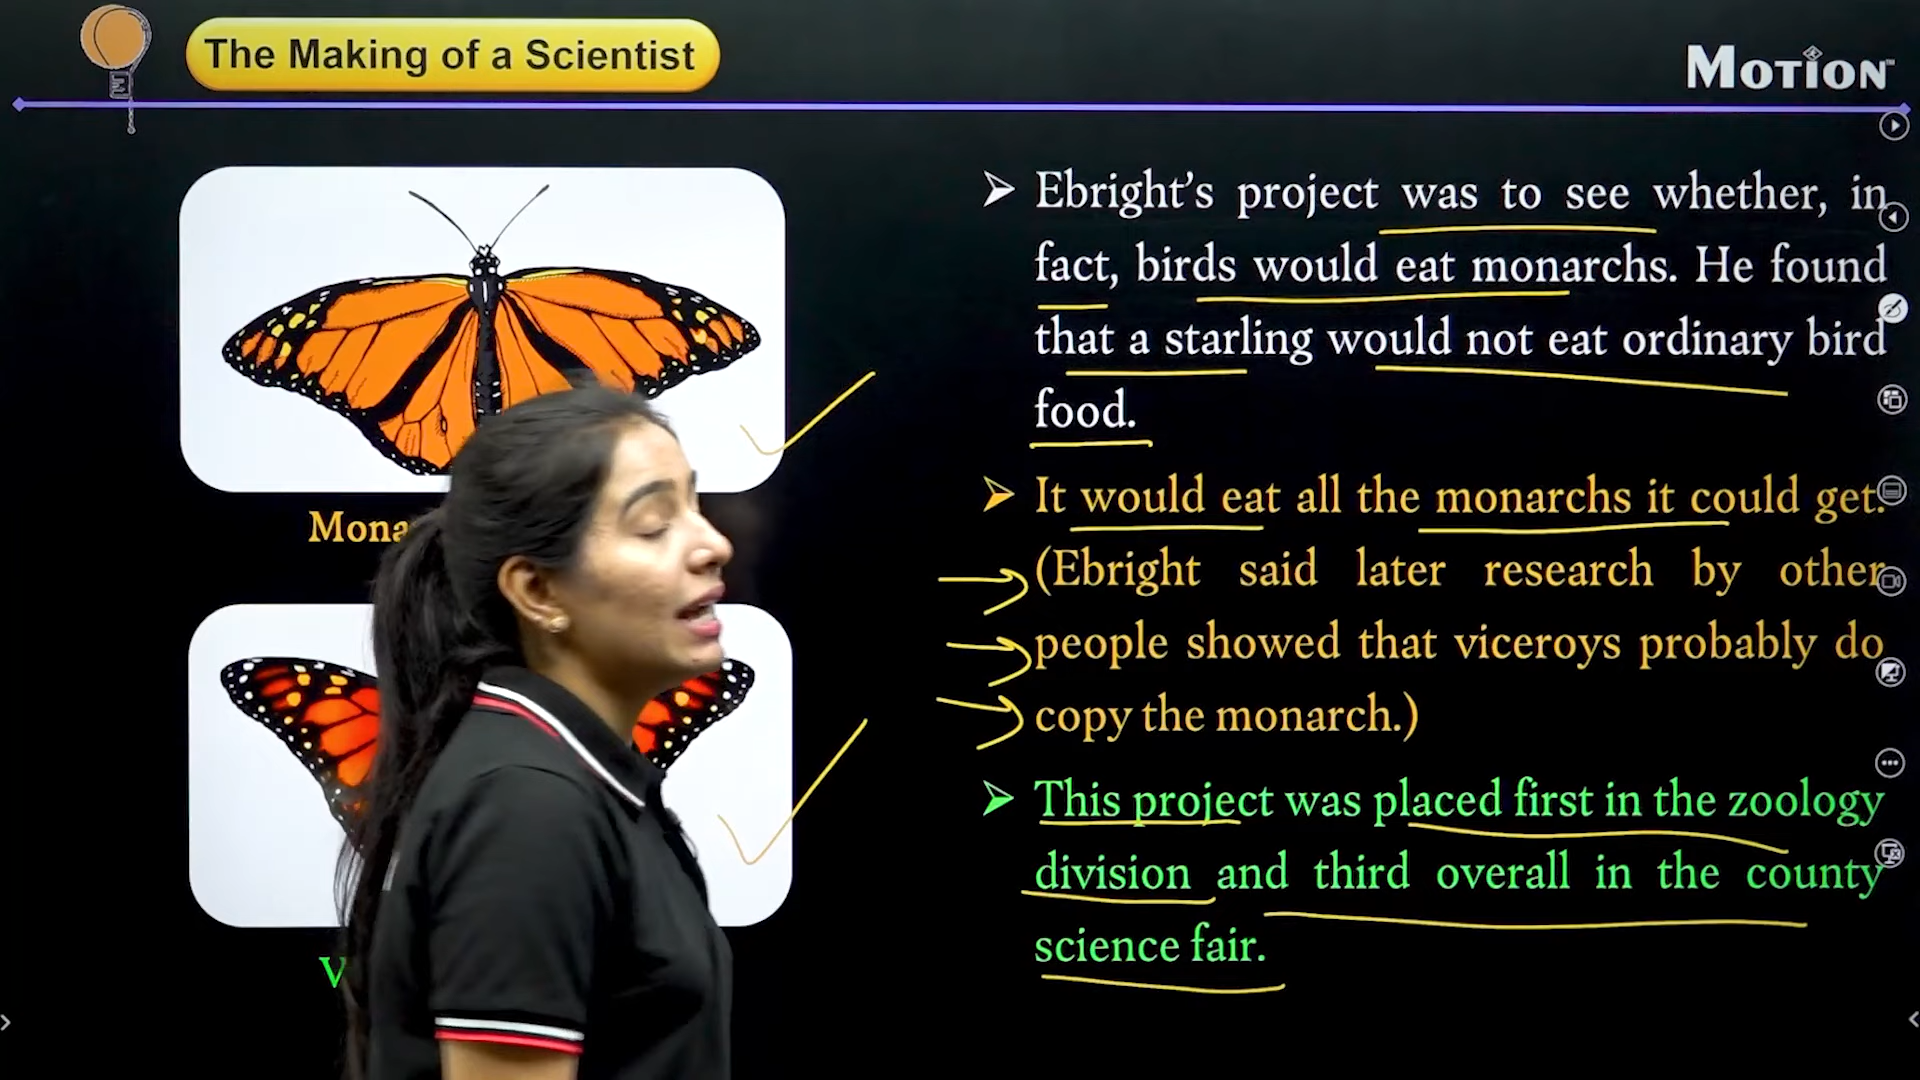 The Making of a Scientist
MOTION™
Ebright’s project was to see whether, in
fact, birds would eat monarchs. He found
that a starling would not eat ordinary bird
food.
It would eat all the monarchs it could get.
(Ebright said later research by other
people showed that viceroys probably do
copy the monarch.)
This project was placed first in the zoology
division and third overall in the county
science fair.
Mona
V